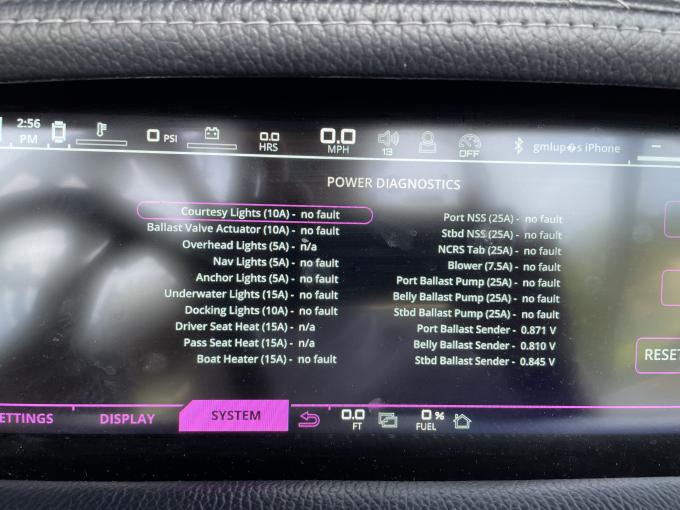 2:56
PM
0 PSI
0.0
HRS
0.0
MPH
13
OFF
gmlup�s iPhone
POWER DIAGNOSTICS
Courtesy Lights (10A) - no fault
Ballast Valve Actuator (10A) - no fault
Overhead Lights (5A) - n/a
Nav Lights (5A) - no fault
Anchor Lights (5A) - no fault
Underwater Lights (15A) - no fault
Docking Lights (10A) - no fault
Driver Seat Heat (15A) - n/a
Pass Seat Heat (15A) - n/a
Boat Heater (15A) - no fault
Port NSS (25A) - no fault
Stbd NSS (25A) - no fault
NCRS Tab (25A) - no fault
Blower (7.5A) - no fault
Port Ballast Pump (25A) - no fault
Belly Ballast Pump (25A) - no fault
Stbd Ballast Pump (25A) - no fault
Port Ballast Sender - 0.871 V
Belly Ballast Sender - 0.810 V
Stbd Ballast Sender - 0.845 V
RESET
ETTINGS
DISPLAY
SYSTEM
0.0
FT
0 %
FUEL